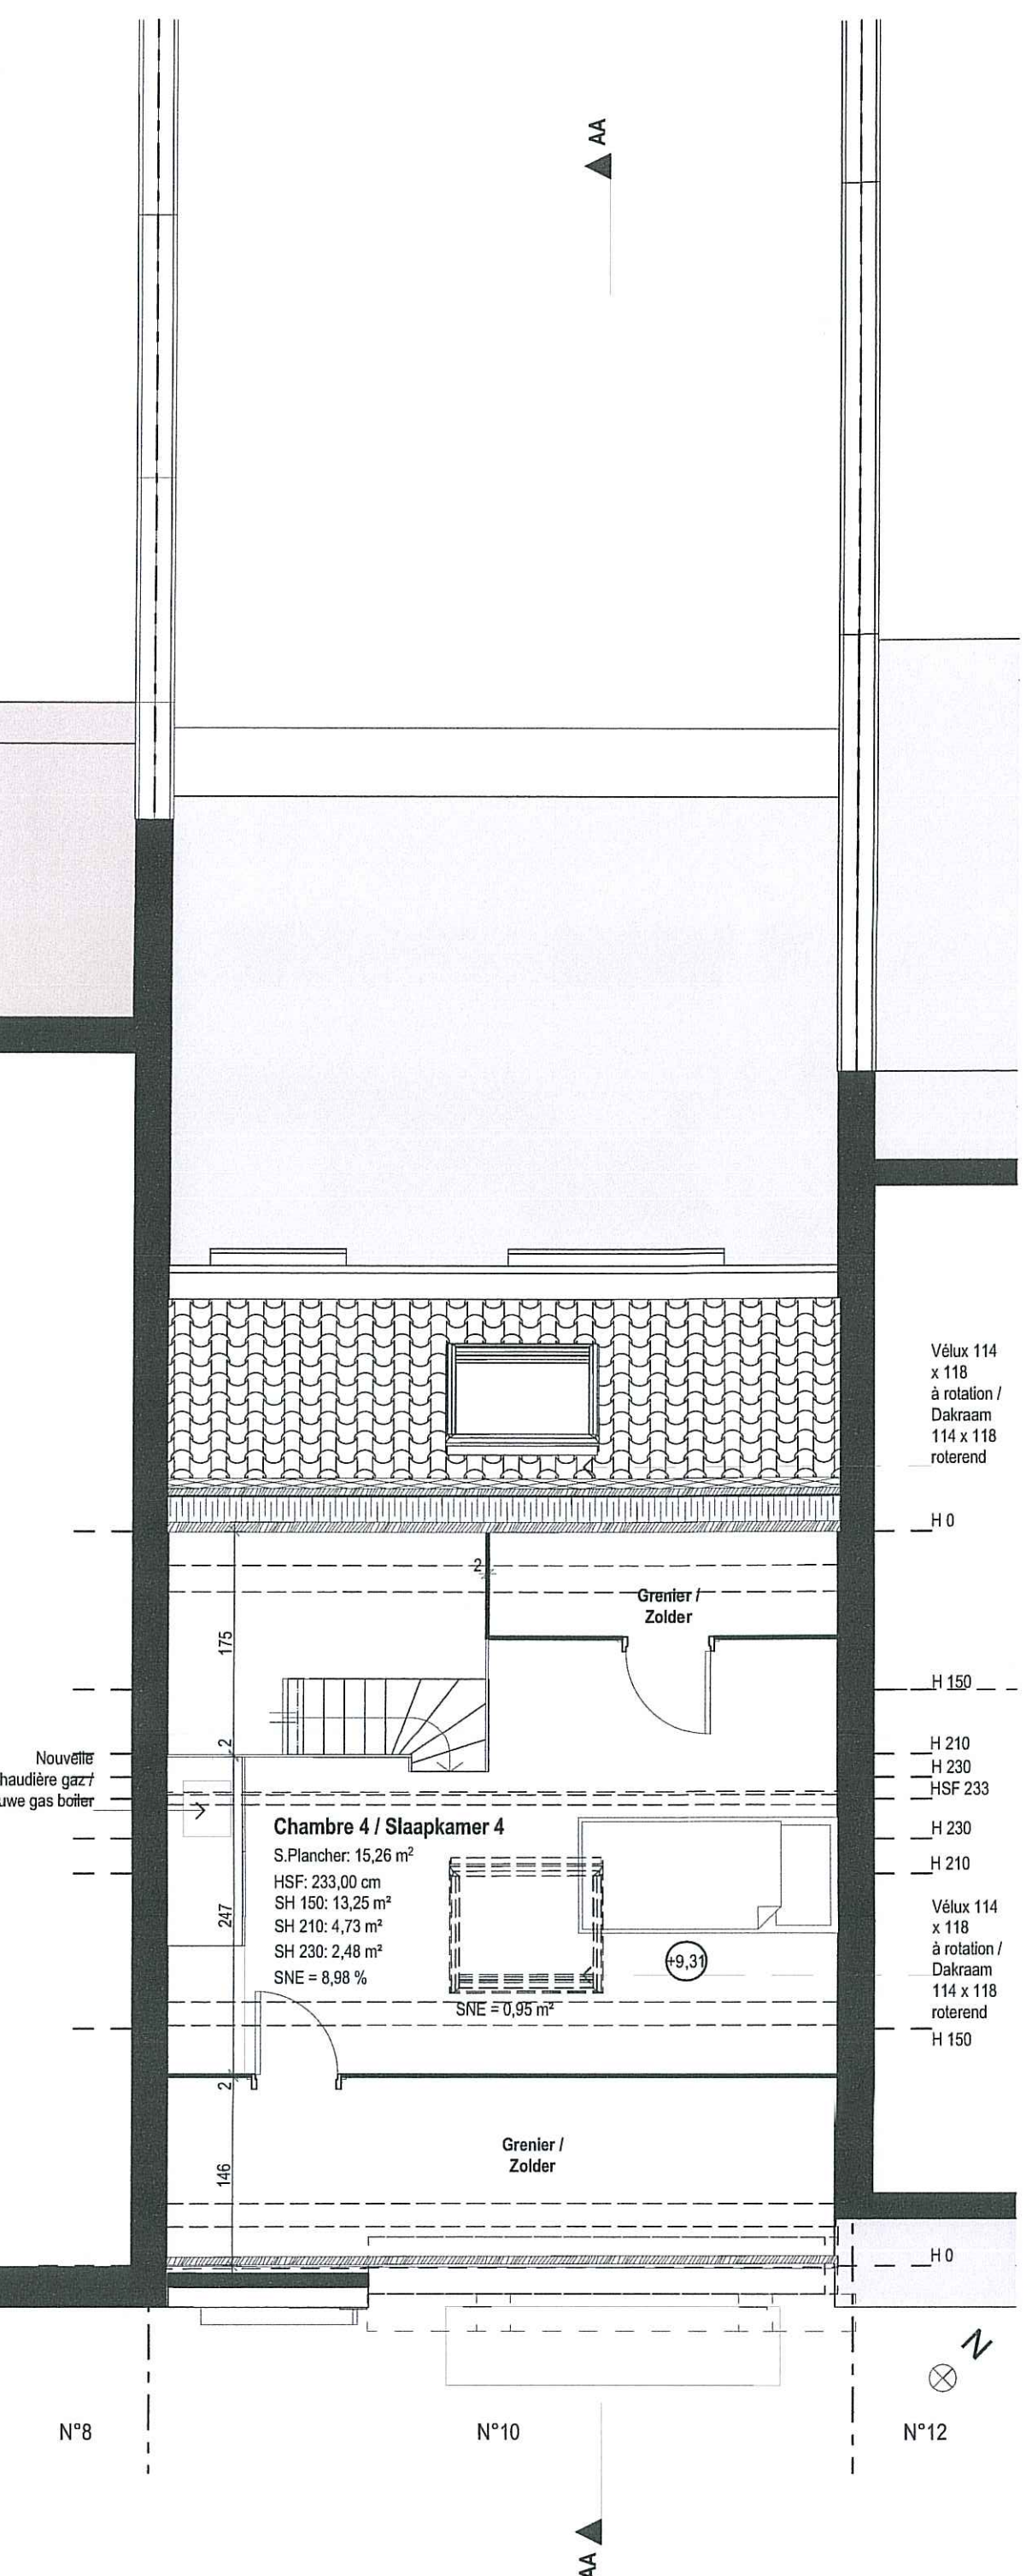 AA
Vélux 114
x 118
à rotation /
Dakraam
114 x 118
roterend
H 0
2
Grenier /
Zolder
175
H 150
2
H 210
Nouvelle
haudière gaz /
uwe gas boiler
H 230
HSF 233
Chambre 4 / Slaapkamer 4
S.Plancher: 15,26 m²
HSF: 233,00 cm
SH 150: 13,25 m²
SH 210: 4,73 m²
SH 230: 2,48 m²
SNE = 8,98 %
H 230
H 210
247
Vélux 114
x 118
à rotation /
Dakraam
114 x 118
roterend
+9,31
SNE = 0,95 m²
H 150
2
Grenier /
Zolder
146
H 0
N
N°8
N°10
N°12
AA